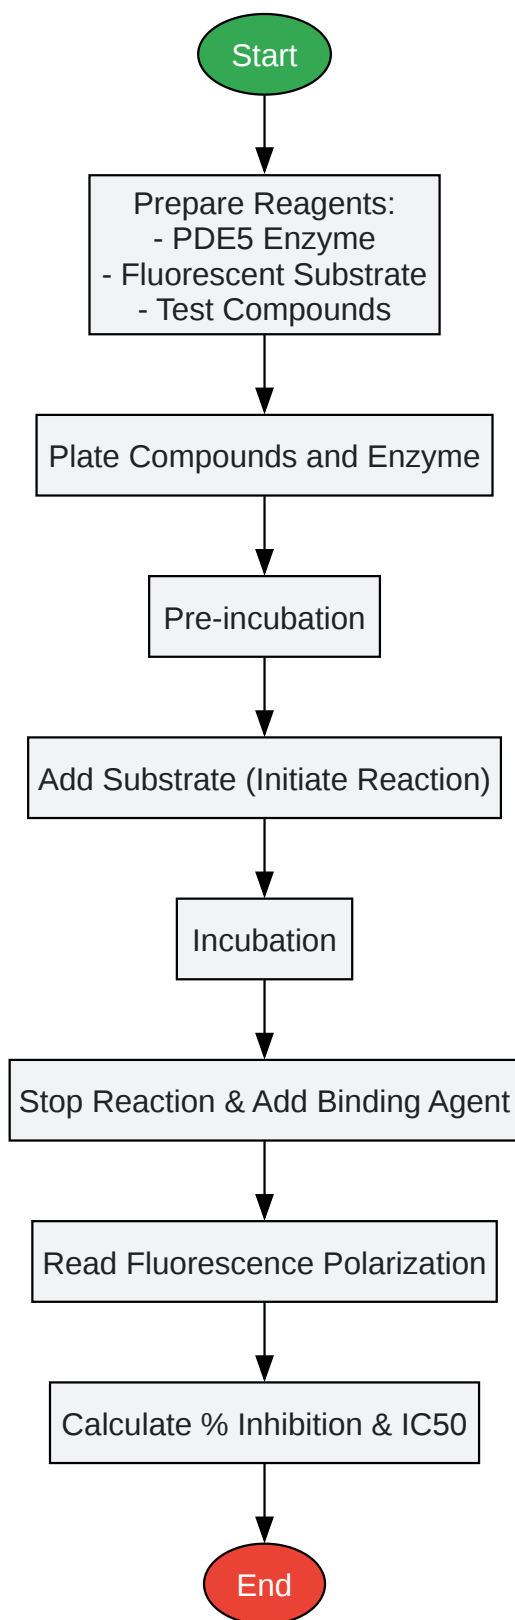 Start
Prepare Reagents:
- PDE5 Enzyme
- Fluorescent Substrate
- Test Compounds
Plate Compounds and Enzyme
Pre-incubation
Add Substrate (Initiate Reaction)
Incubation
Stop Reaction & Add Binding Agent
Read Fluorescence Polarization
Calculate % Inhibition & IC50
End